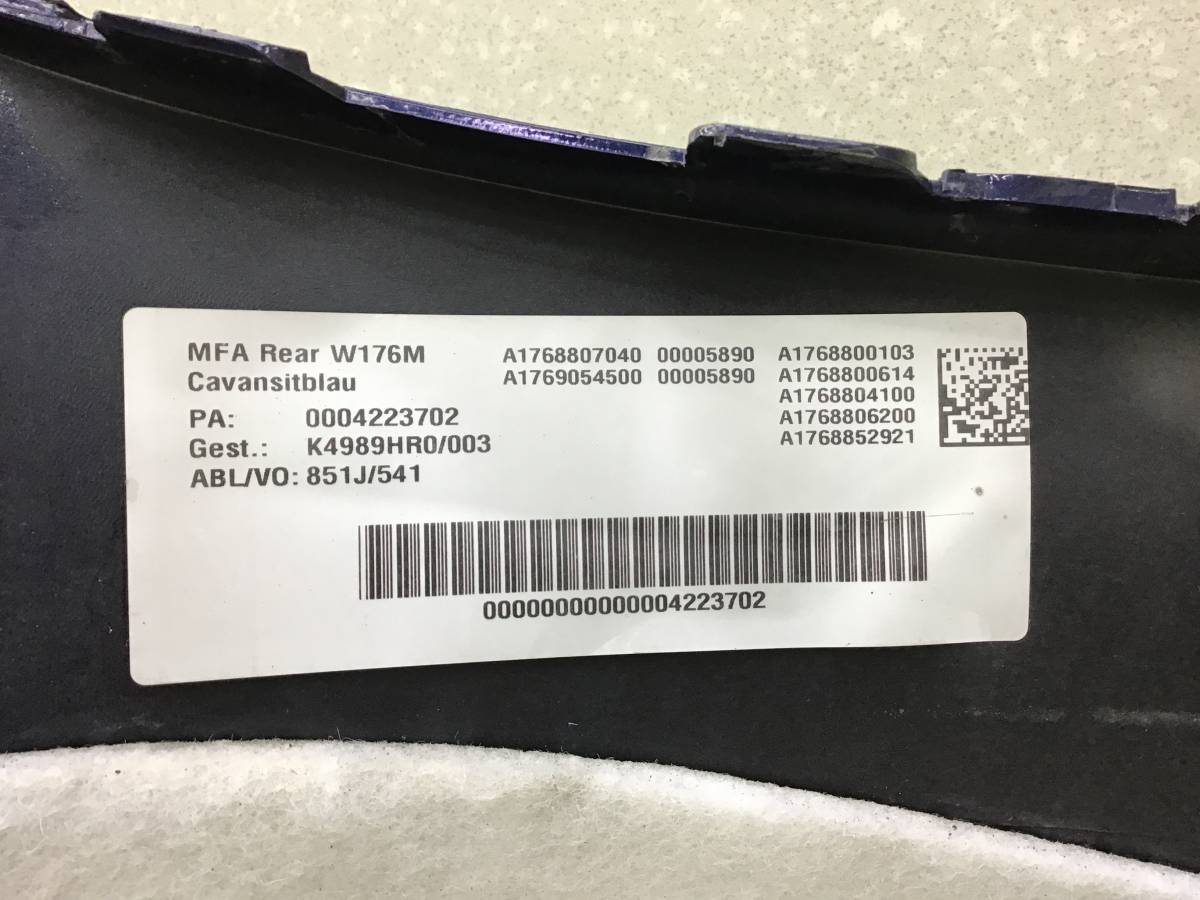 MFA Rear W176M
Cavansitblau
PA: 0004223702
Gest.: K4989HR0/003
ABL/VO: 851J/541
A1768807040 00005890
A1769054500 00005890
A1768800103
A1768800614
A1768804100
A1768806200
A1768852921
00000000000004223702